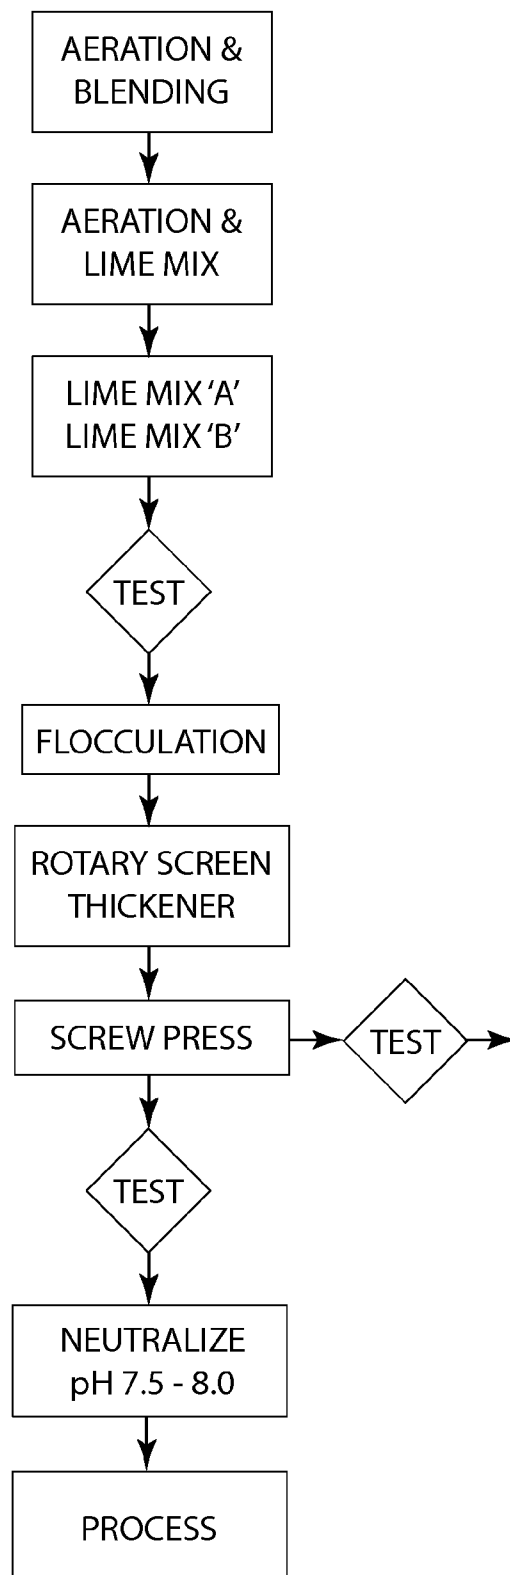 AERATION &
BLENDING
AERATION &
LIME MIX
LIME MIX ‘A’
LIME MIX ‘B’
TEST
FLOCCULATION
ROTARY SCREEN
THICKENER
SCREW PRESS
TEST
TEST
NEUTRALIZE
pH 7.5 - 8.0
PROCESS